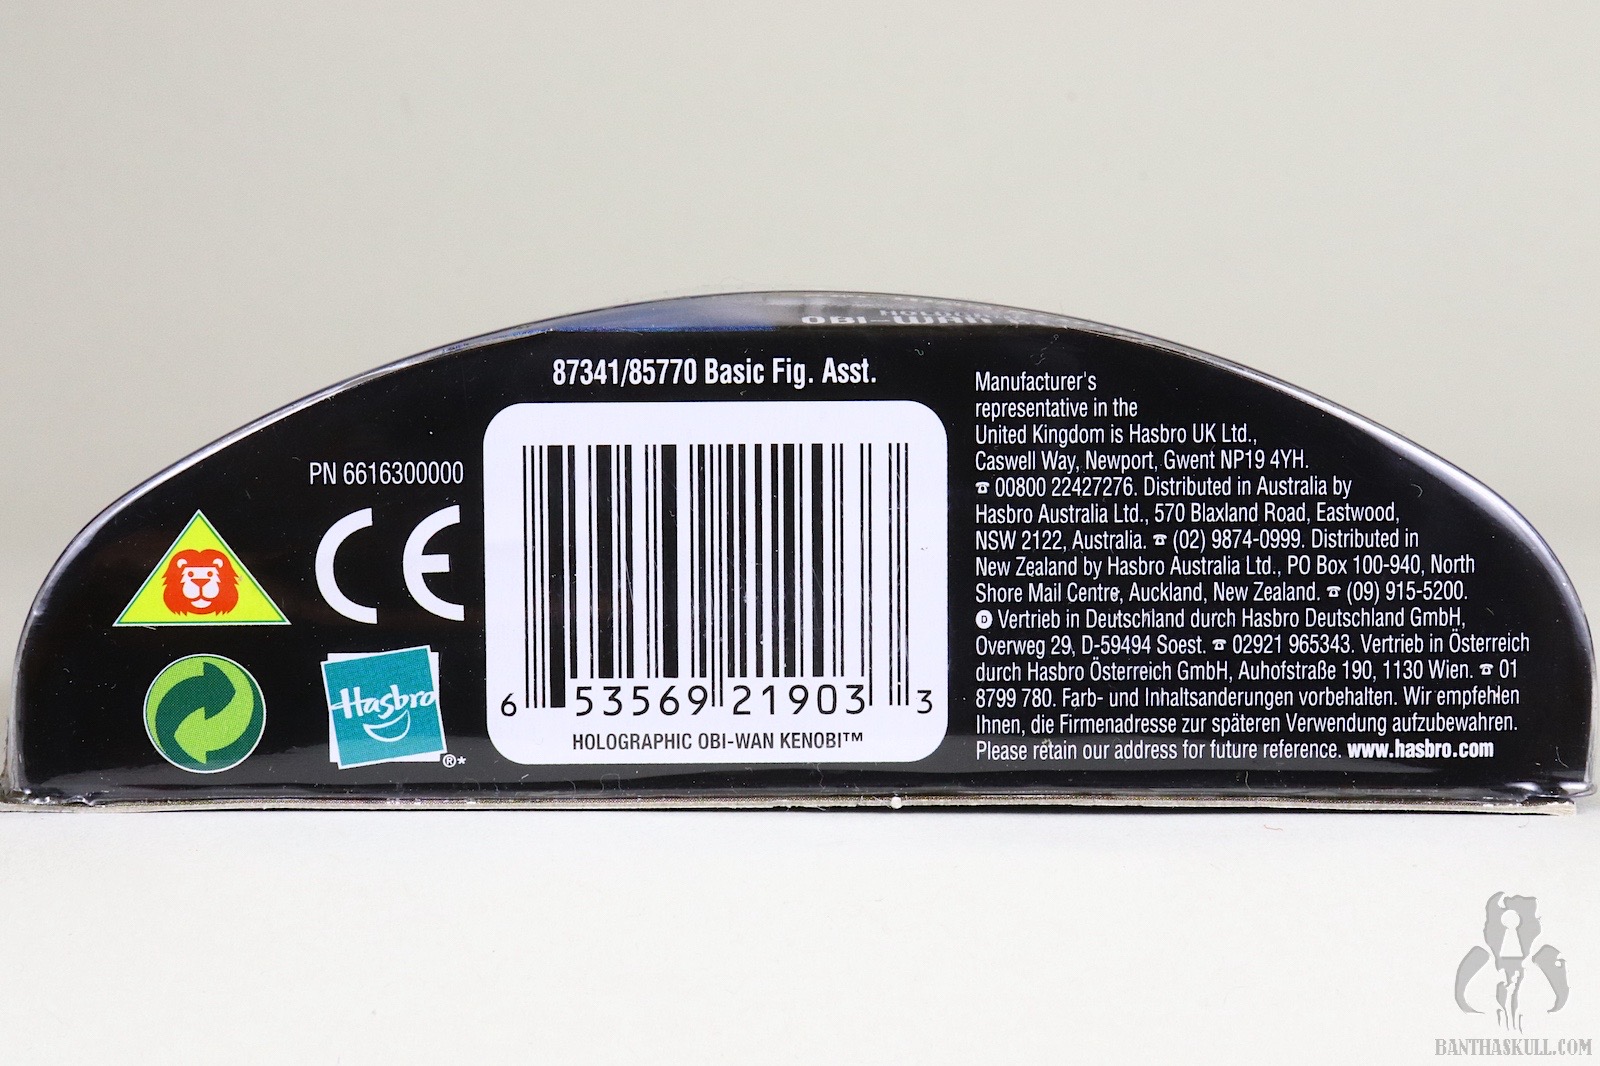 OBI-WAN
87341/85770 Basic Fig. Asst.
PN 6616300000
CE
Hasbro
®*
6 53569 21903 3
HOLOGRAPHIC OBI-WAN KENOBI™
Manufacturer's
representative in the
United Kingdom is Hasbro UK Ltd.,
Caswell Way, Newport, Gwent NP19 4YH.
☎ 00800 22427276. Distributed in Australia by
Hasbro Australia Ltd., 570 Blaxland Road, Eastwood,
NSW 2122, Australia. ☎ (02) 9874-0999. Distributed in
New Zealand by Hasbro Australia Ltd., PO Box 100-940, North
Shore Mail Centre, Auckland, New Zealand. ☎ (09) 915-5200.
D Vertrieb in Deutschland durch Hasbro Deutschland GmbH,
Overweg 29, D-59494 Soest. ☎ 02921 965343. Vertrieb in Österreich
durch Hasbro Österreich GmbH, Auhofstraße 190, 1130 Wien. ☎ 01
8799 780. Farb- und Inhaltsanderungen vorbehalten. Wir empfehlen
Ihnen, die Firmenadresse zur späteren Verwendung aufzubewahren.
Please retain our address for future reference. www.hasbro.com
BANTHASKULL.COM